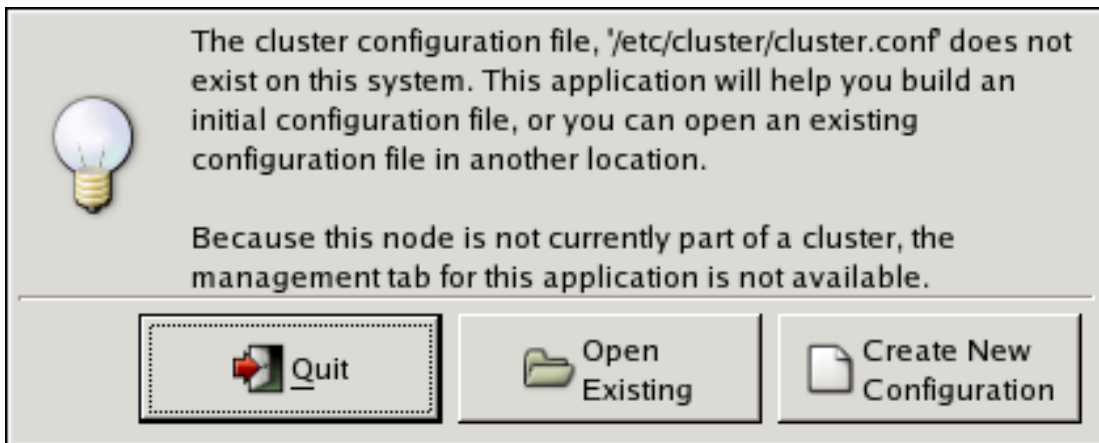 The cluster configuration file, '/etc/cluster/cluster.conf' does not
exist on this system. This application will help you build an
initial configuration file, or you can open an existing
configuration file in another location.
Because this node is not currently part of a cluster, the
management tab for this application is not available.
Quit
Open
Existing
Create New
Configuration